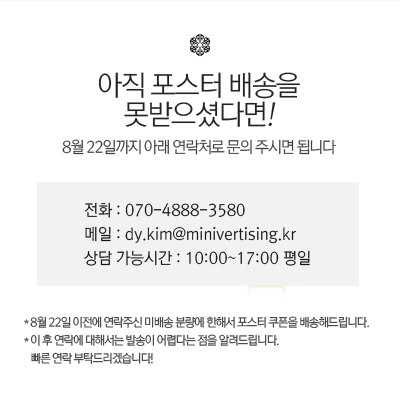 아직 포스터 배송을
못받으셨다면!
8월 22일까지 아래 연락처로 문의 주시면 됩니다
전화 : 070-4888-3580
메일 : dy.kim@minivertising.kr
상담 가능시간 : 10:00~17:00 평일
*8월 22일 이전에 연락주신 미배송 분량에 한해서 포스터 쿠폰을 배송해드립니다.
*이 후 연락에 대해서는 발송이 어렵다는 점을 알려드립니다.
빠른 연락 부탁드리겠습니다!